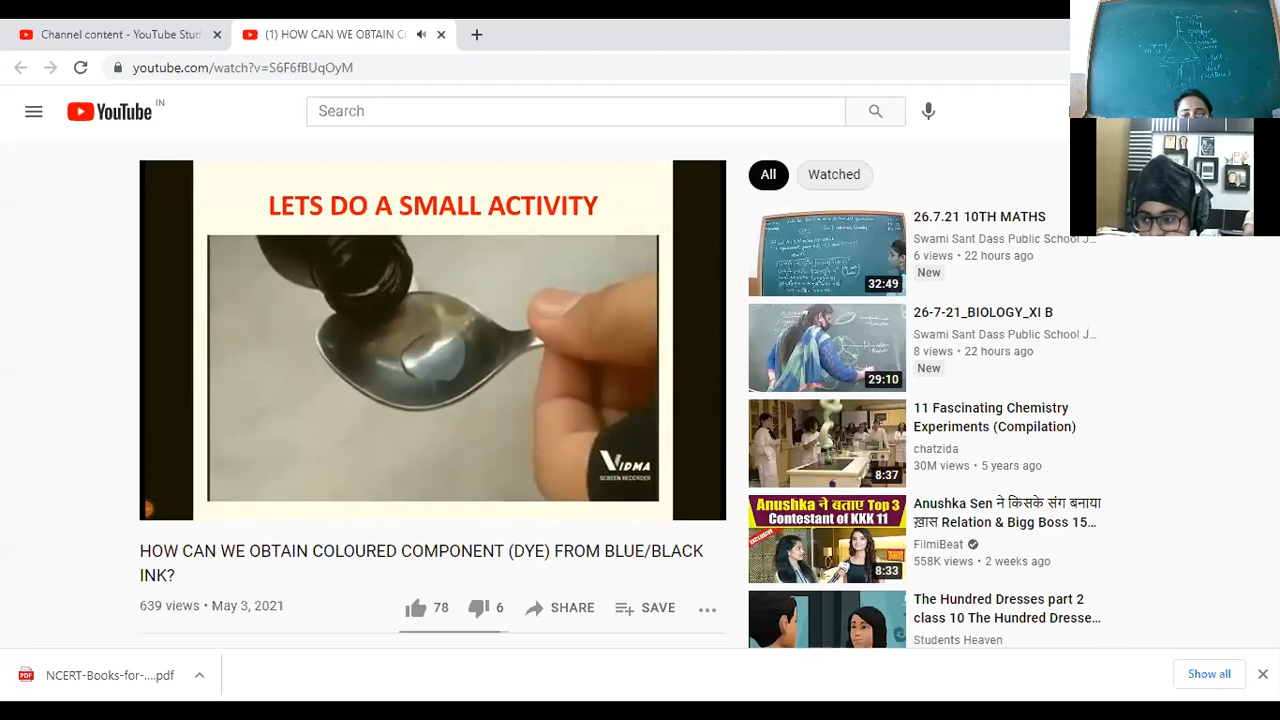 Channel content - YouTube Stud
(1) HOW CAN WE OBTAIN C
youtube.com/watch?v=S6F6fBUqOyM
YouTube IN
Search
LETS DO A SMALL ACTIVITY
VIDMA
SCREEN RECORDER
HOW CAN WE OBTAIN COLOURED COMPONENT (DYE) FROM BLUE/BLACK
INK?
639 views • May 3, 2021
78 6 SHARE SAVE
All Watched
26.7.21 10TH MATHS
Swami Sant Dass Public School J...
6 views • 22 hours ago
New
32:49
26-7-21_BIOLOGY_XI B
Swami Sant Dass Public School J...
8 views • 22 hours ago
New
29:10
11 Fascinating Chemistry
Experiments (Compilation)
chatzida
30M views • 5 years ago
8:37
Anushka ने बताए Top 3
Contestant of KKK 11
EXCLUSIVE
8:33
Anushka Sen ने किसके संग बनाया
ख़ास Relation & Bigg Boss 15...
FilmiBeat
558K views • 2 weeks ago
The Hundred Dresses part 2
class 10 The Hundred Dresse...
Students Heaven
PDF
NCERT-Books-for-....pdf
Show all